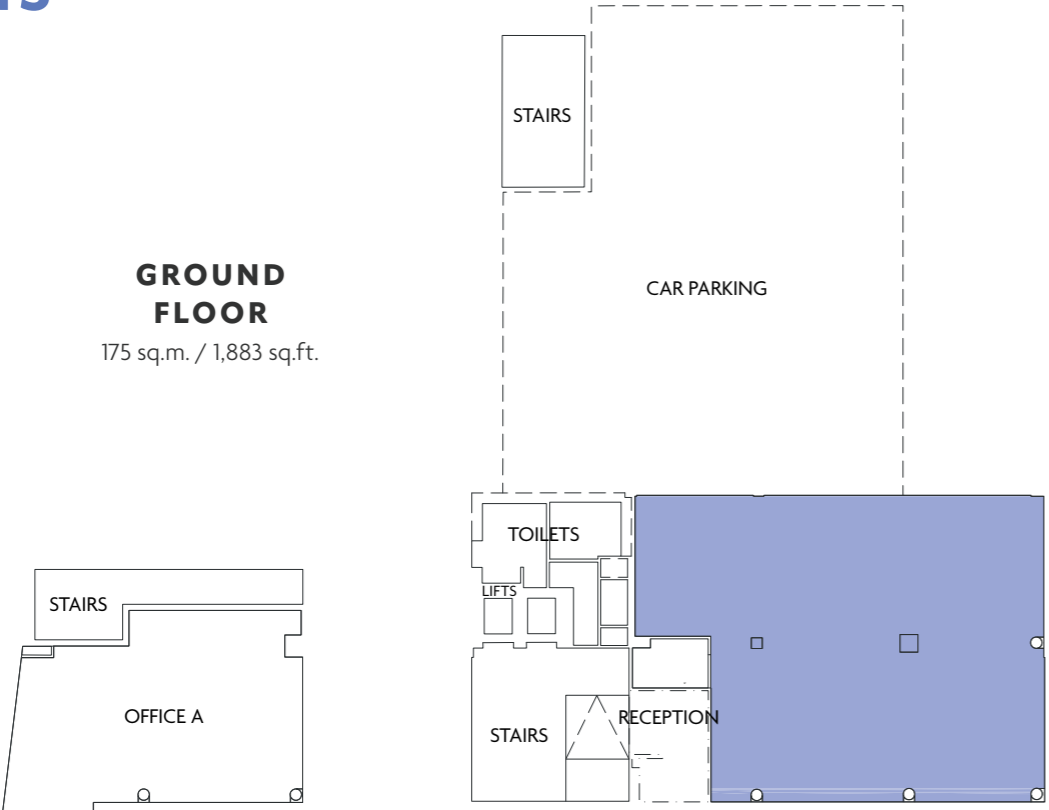 STAIRS
GROUND
FLOOR
175 sq.m. / 1,883 sq.ft.
CAR PARKING
TOILETS
LIFTS
STAIRS
OFFICE A
RECEPTION
STAIRS